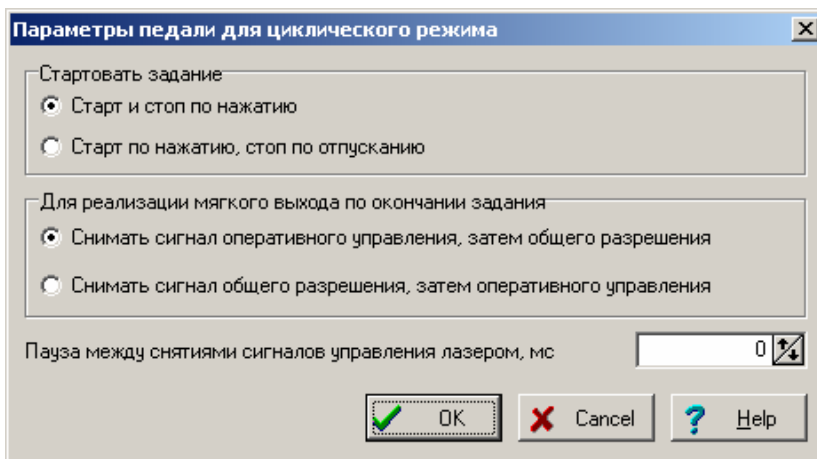 Параметры педали для циклического режима
Стартовать задание
Старт и стоп по нажатию
Старт по нажатию, стоп по отпусканию
Для реализации мягкого выхода по окончании задания
Снимать сигнал оперативного управления, затем общего разрешения
Снимать сигнал общего разрешения, затем оперативного управления
Пауза между снятиями сигналов управления лазером, мс 0
OK Cancel Help